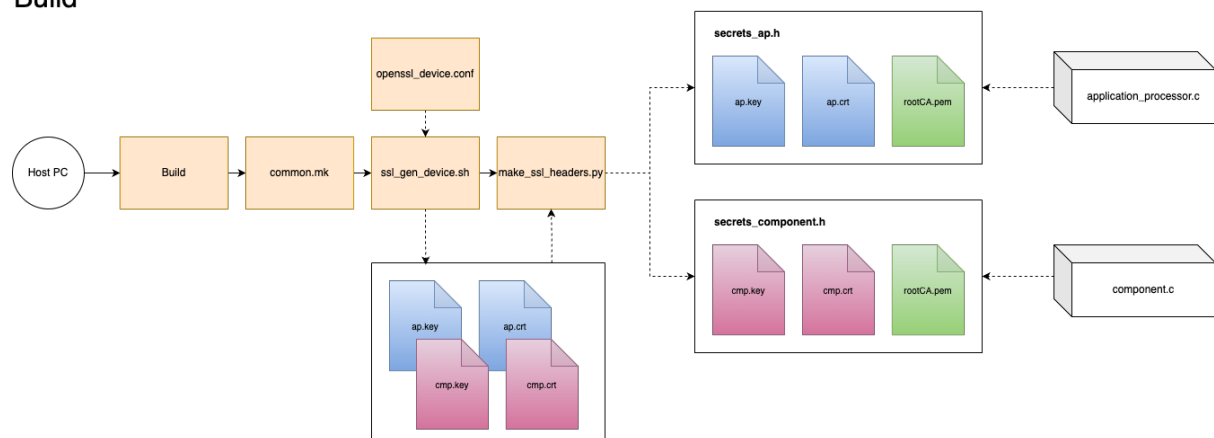 Build
secrets_ap.h
openssl_device.conf
ap.key
ap.crt
rootCA.pem
application_processor.c
Host PC
Build
common.mk
ssl_gen_device.sh
make_ssl_headers.py
secrets_component.h
cmp.key
cmp.crt
rootCA.pem
component.c
ap.key
ap.crt
cmp.key
cmp.crt